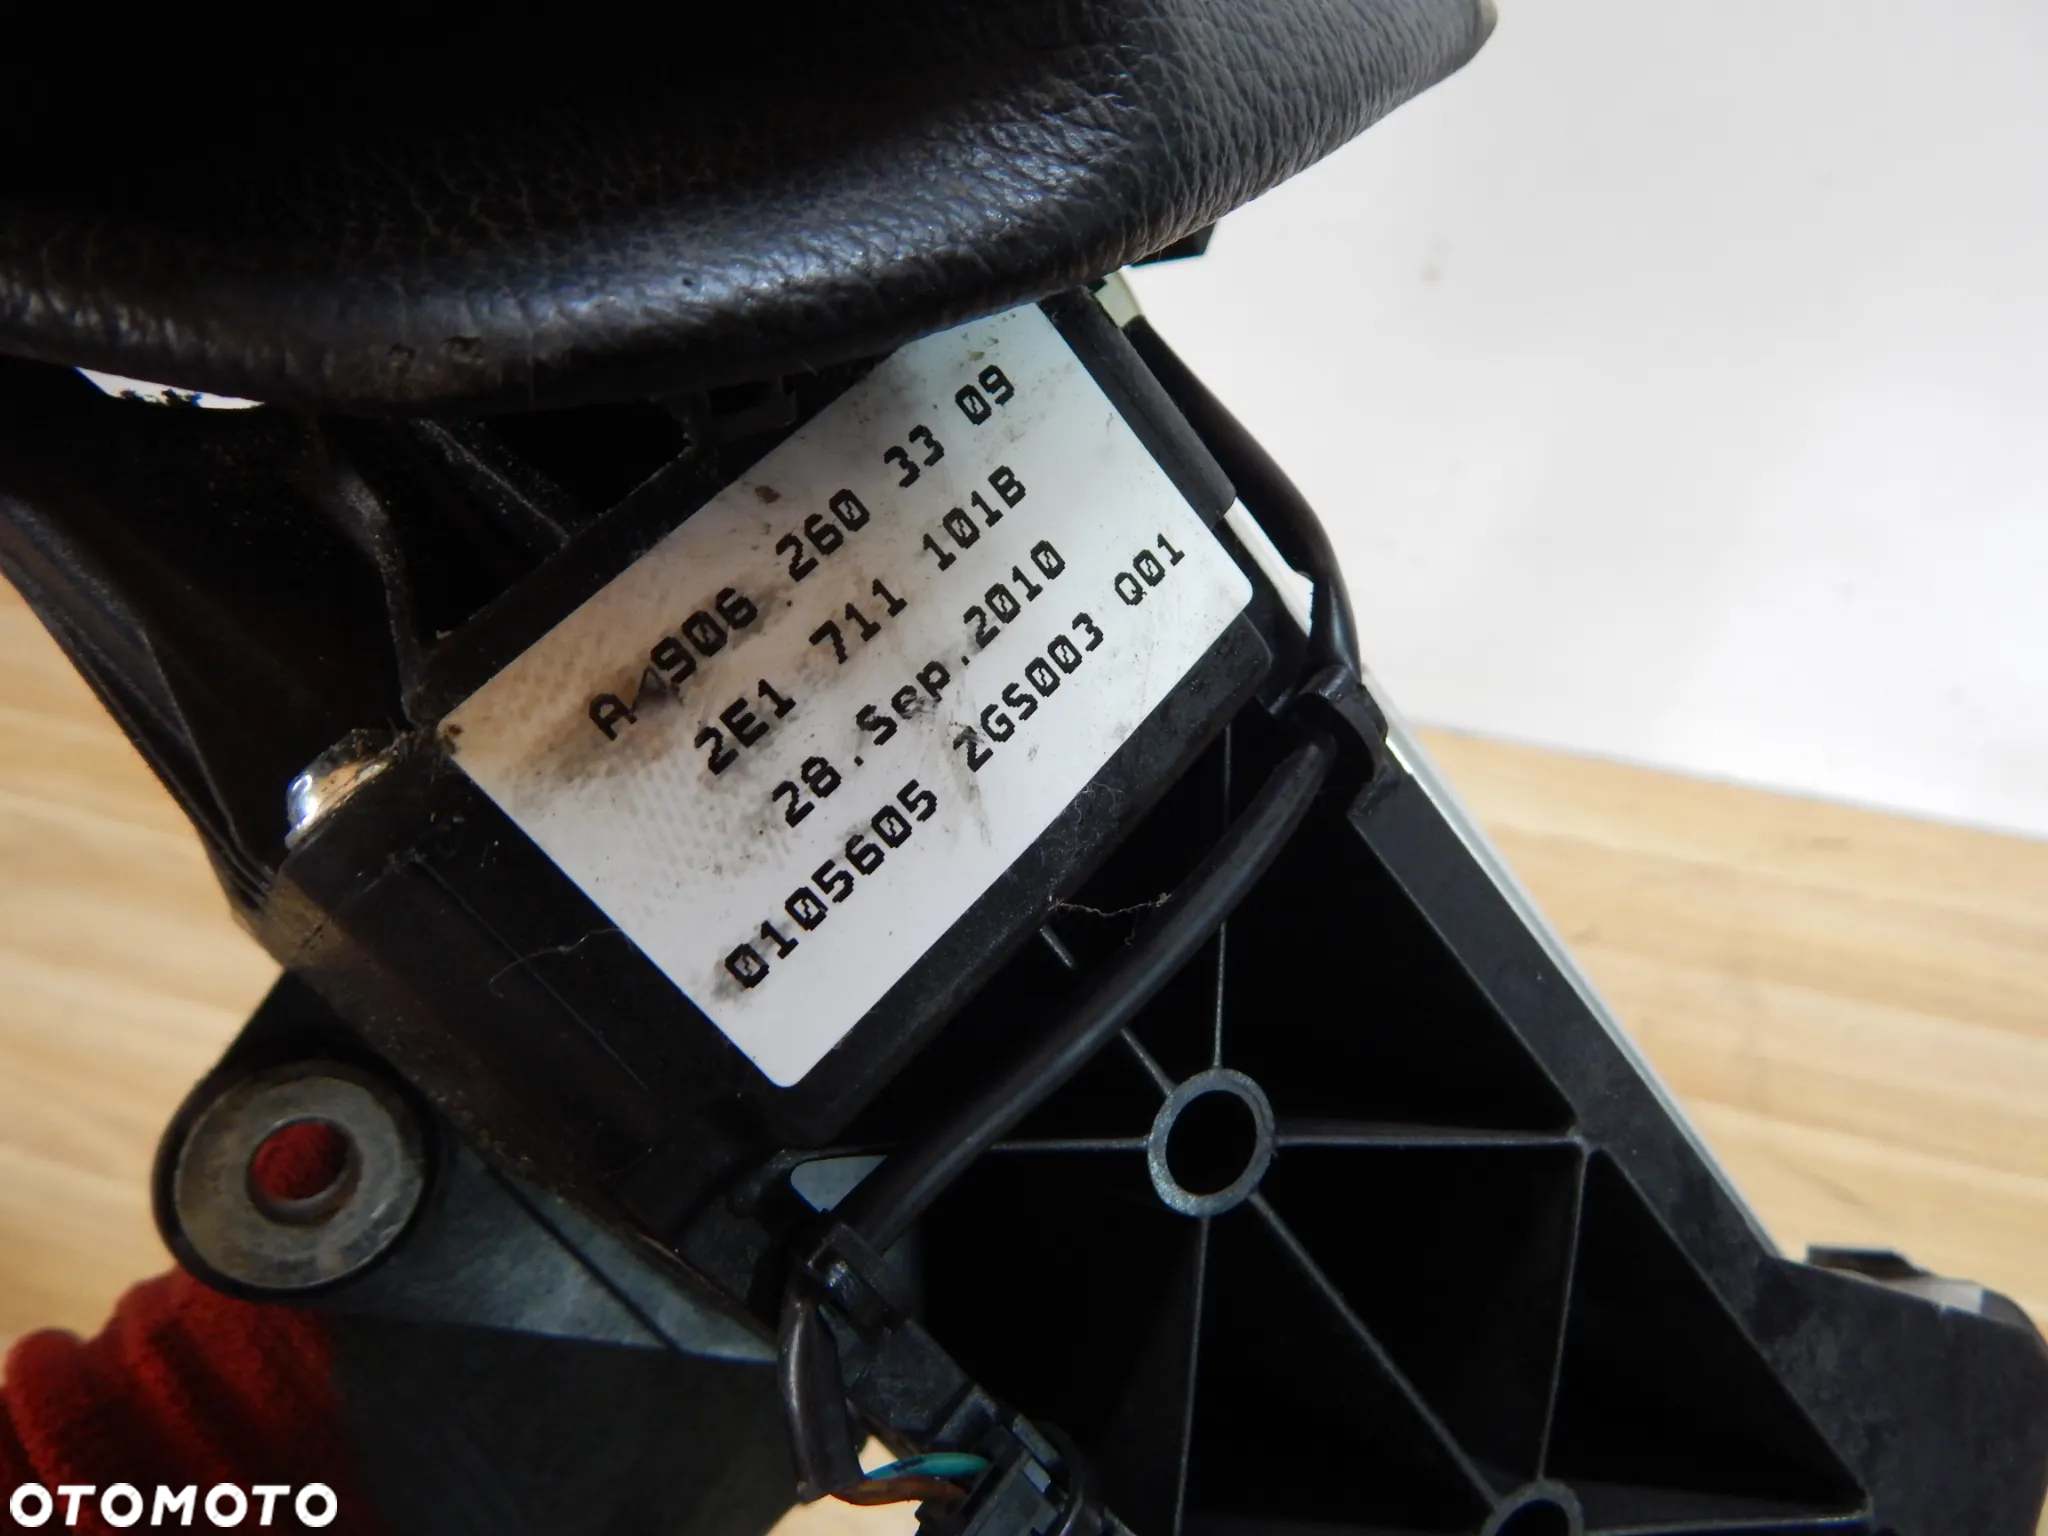 A 906 260 33 09
2E1 711 101B
28.Sep.2010
0105605 2GS003 Q01
OTOMOTO